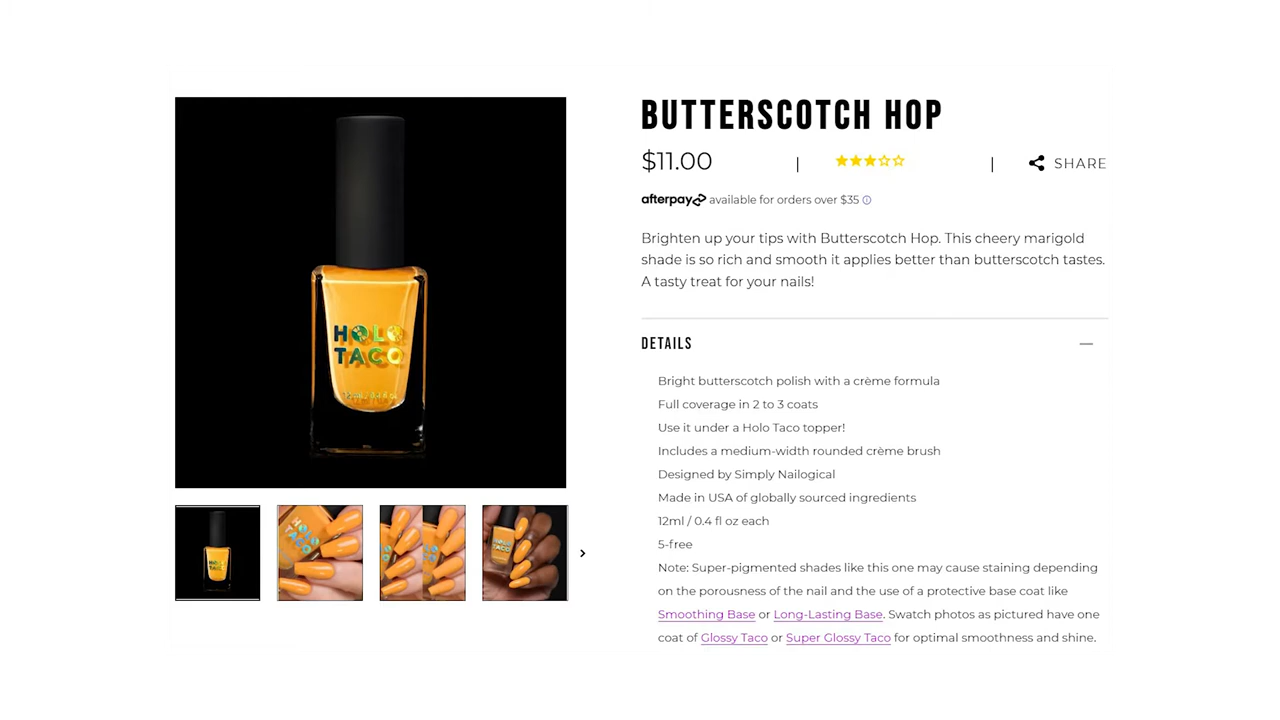 BUTTERSCOTCH HOP
$11.00 | | SHARE
afterpay available for orders over $35
Brighten up your tips with Butterscotch Hop. This cheery marigold
shade is so rich and smooth it applies better than butterscotch tastes.
A tasty treat for your nails!
HOLO
TACO
DETAILS
Bright butterscotch polish with a crème formula
Full coverage in 2 to 3 coats
Use it under a Holo Taco topper!
Includes a medium-width rounded crème brush
Designed by Simply Nailogical
Made in USA of globally sourced ingredients
12ml / 0.4 fl oz each
5-free
Note: Super-pigmented shades like this one may cause staining depending
on the porousness of the nail and the use of a protective base coat like
Smoothing Base or Long-Lasting Base. Swatch photos as pictured have one
coat of Glossy Taco or Super Glossy Taco for optimal smoothness and shine.